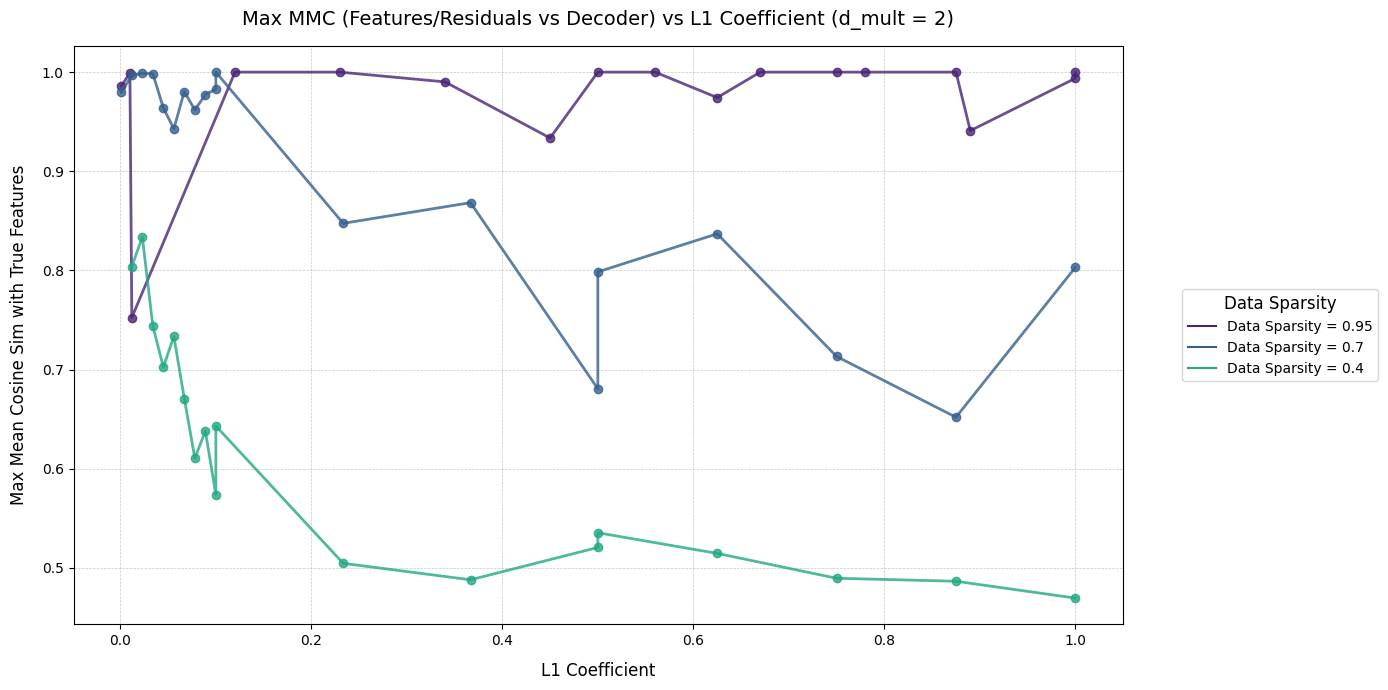 Max MMC (Features/Residuals vs Decoder) vs L1 Coefficient (d_mult = 2)
Max Mean Cosine Sim with True Features
1.0
0.9
0.8
0.7
0.6
0.5
0.0
0.2
0.4
0.6
0.8
1.0
L1 Coefficient
Data Sparsity
Data Sparsity = 0.95
Data Sparsity = 0.7
Data Sparsity = 0.4